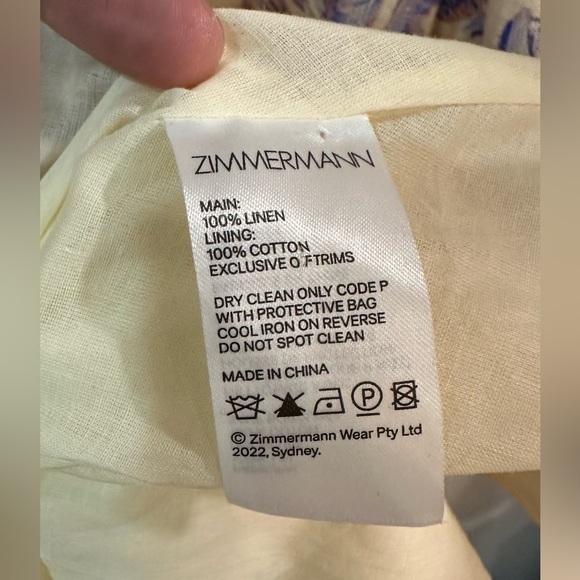 ZIMMERMANN
MAIN:
100% LINEN
LINING:
100% COTTON
EXCLUSIVE O FTRIMS
DRY CLEAN ONLY CODE P
WITH PROTECTIVE BAG
COOL IRON ON REVERSE
DO NOT SPOT CLEAN
MADE IN CHINA
P
© Zimmermann Wear Pty Ltd
2022, Sydney.